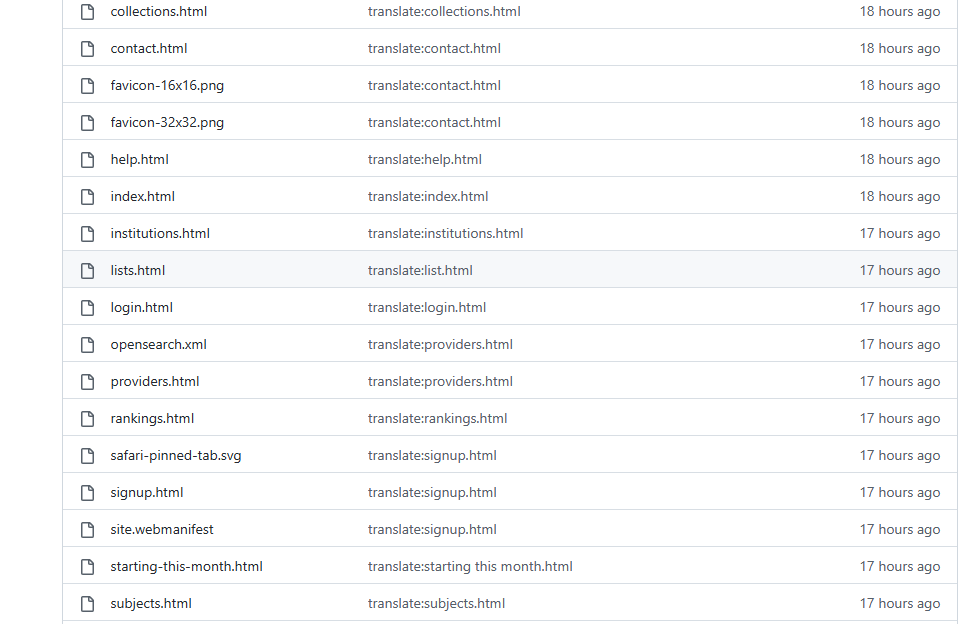 collections.html translate:collections.html 18 hours ago
contact.html translate:contact.html 18 hours ago
favicon-16x16.png translate:contact.html 18 hours ago
favicon-32x32.png translate:contact.html 18 hours ago
help.html translate:help.html 18 hours ago
index.html translate:index.html 18 hours ago
institutions.html translate:institutions.html 17 hours ago
lists.html translate:list.html 17 hours ago
login.html translate:login.html 17 hours ago
opensearch.xml translate:providers.html 17 hours ago
providers.html translate:providers.html 17 hours ago
rankings.html translate:rankings.html 17 hours ago
safari-pinned-tab.svg translate:signup.html 17 hours ago
signup.html translate:signup.html 17 hours ago
site.webmanifest translate:signup.html 17 hours ago
starting-this-month.html translate:starting this month.html 17 hours ago
subjects.html translate:subjects.html 17 hours ago